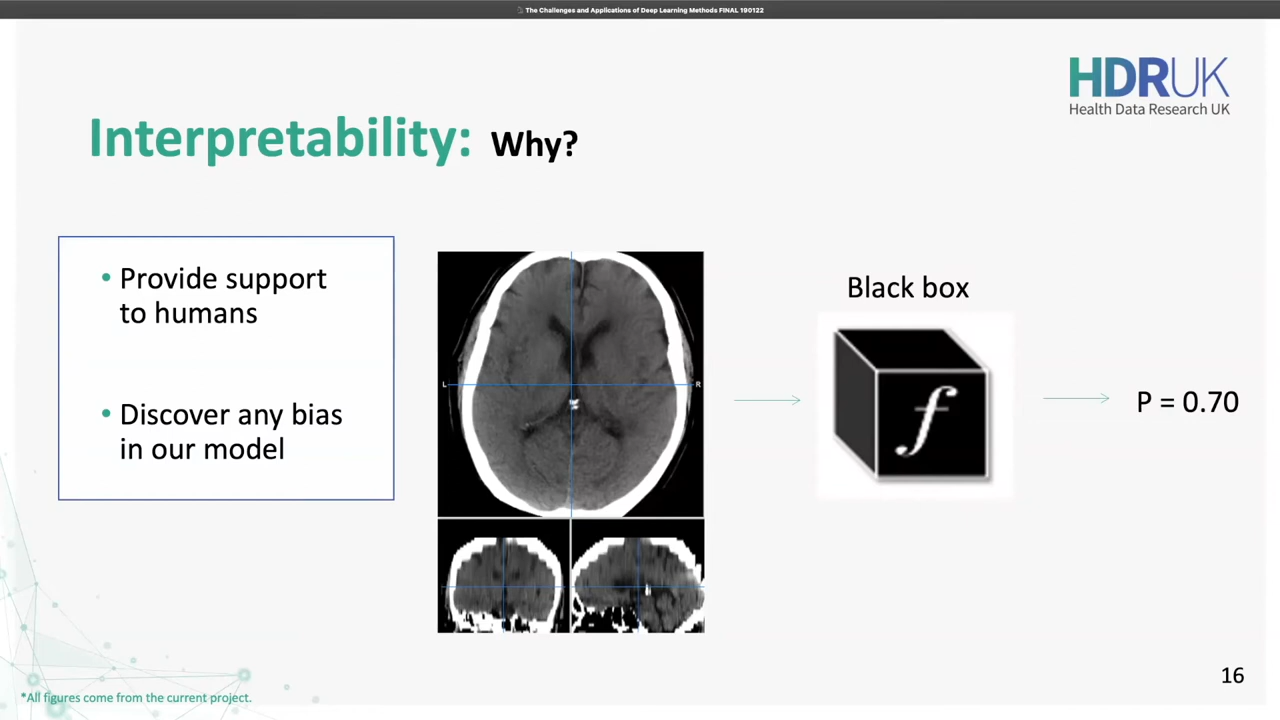 The Challenges and Applications of Deep Learning Methods FINAL 190122
HDRUK
Health Data Research UK
Interpretability: Why?
• Provide support
to humans
• Discover any bias
in our model
L
R
Black box
f
P = 0.70
16
*All figures come from the current project.